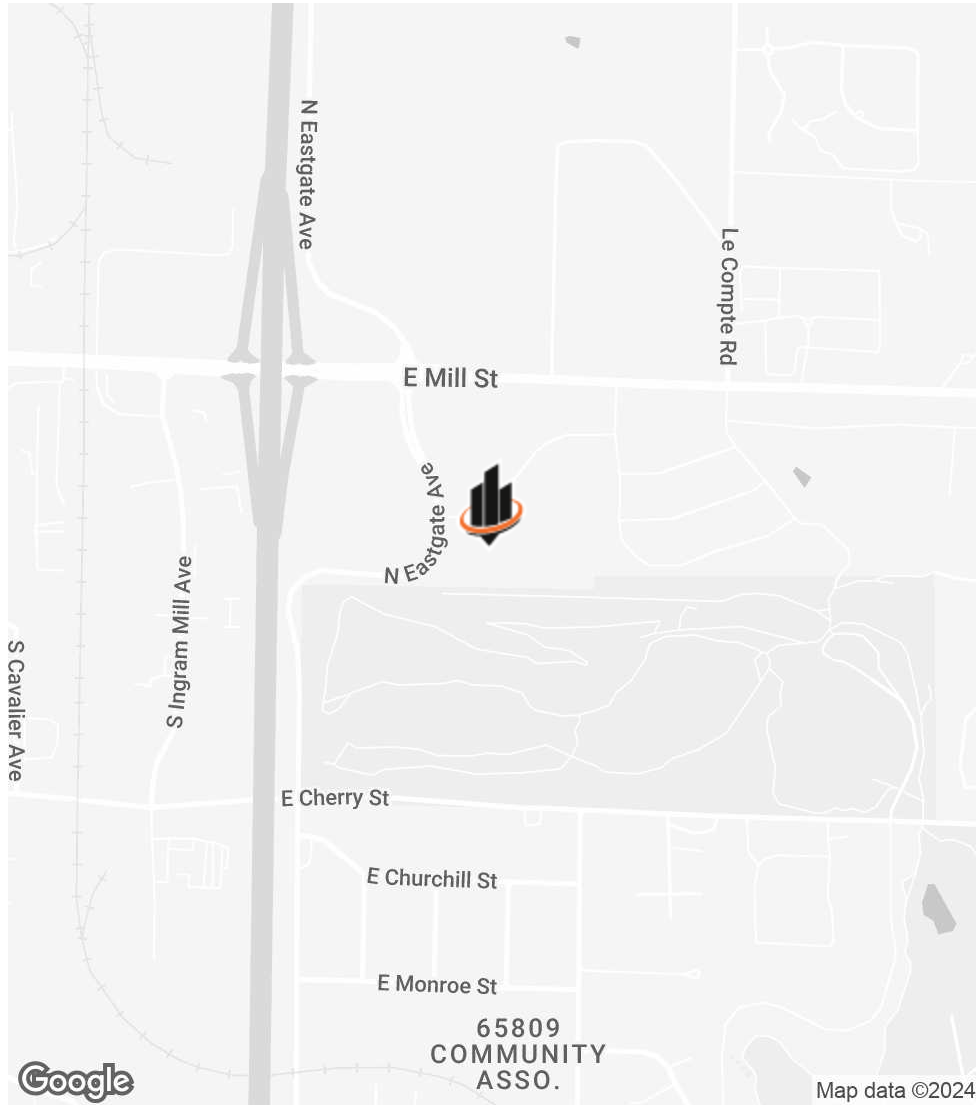 N Eastgate Ave
Le Compte Rd
E Mill St
N Eastgate Ave
S Ingram Mill Ave
S Cavalier Ave
E Cherry St
E Churchill St
E Monroe St
65809
COMMUNITY
ASSO.
Google
Map data ©2024